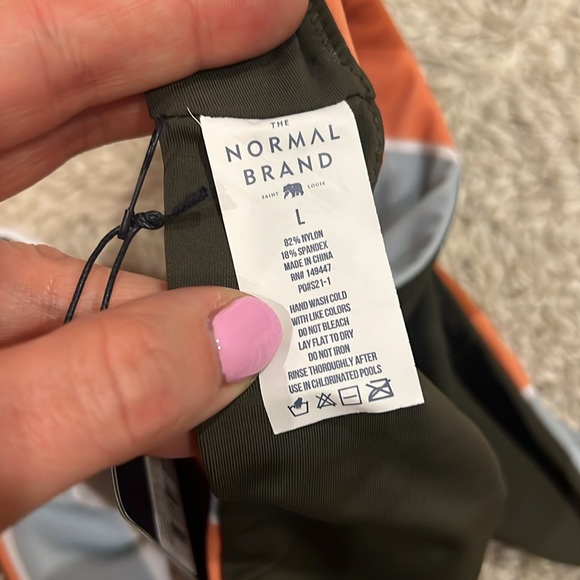 THE
NORMAL
BRAND
SAINT LOUIS
L
82% NYLON
18% SPANDEX
MADE IN CHINA
RN# 149447
PO#S21-1
HAND WASH COLD
WITH LIKE COLORS
DO NOT BLEACH
LAY FLAT TO DRY
DO NOT IRON
RINSE THOROUGHLY AFTER
USE IN CHLORINATED POOLS